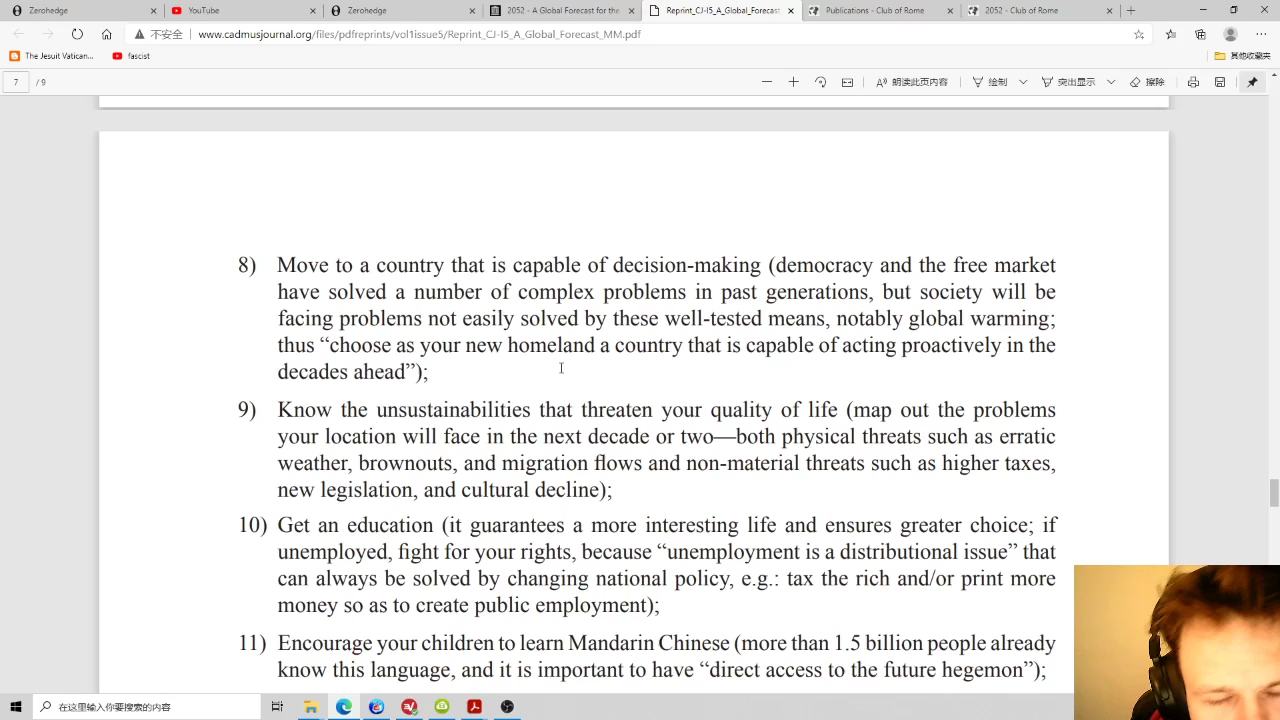 Zerohedge
YouTube
Zerohedge
2052 - A Global Forecast for the
Reprint_CJ-I5_A_Global_Forecast
Publications - Club of Rome
2052 - Club of Rome
不安全
www.cadmusjournal.org/files/pdfreprints/vol1issue5/Reprint_CJ-I5_A_Global_Forecast_MM.pdf
The Jesuit Vatican...
fascist
其他收藏夹
7 / 9
朗读此页内容
绘制
突出显示
擦除
8) Move to a country that is capable of decision-making (democracy and the free market
have solved a number of complex problems in past generations, but society will be
facing problems not easily solved by these well-tested means, notably global warming;
thus “choose as your new homeland a country that is capable of acting proactively in the
decades ahead”);
9) Know the unsustainabilities that threaten your quality of life (map out the problems
your location will face in the next decade or two—both physical threats such as erratic
weather, brownouts, and migration flows and non-material threats such as higher taxes,
new legislation, and cultural decline);
10) Get an education (it guarantees a more interesting life and ensures greater choice; if
unemployed, fight for your rights, because “unemployment is a distributional issue” that
can always be solved by changing national policy, e.g.: tax the rich and/or print more
money so as to create public employment);
11) Encourage your children to learn Mandarin Chinese (more than 1.5 billion people already
know this language, and it is important to have “direct access to the future hegemon”);
在这里输入你要搜索的内容